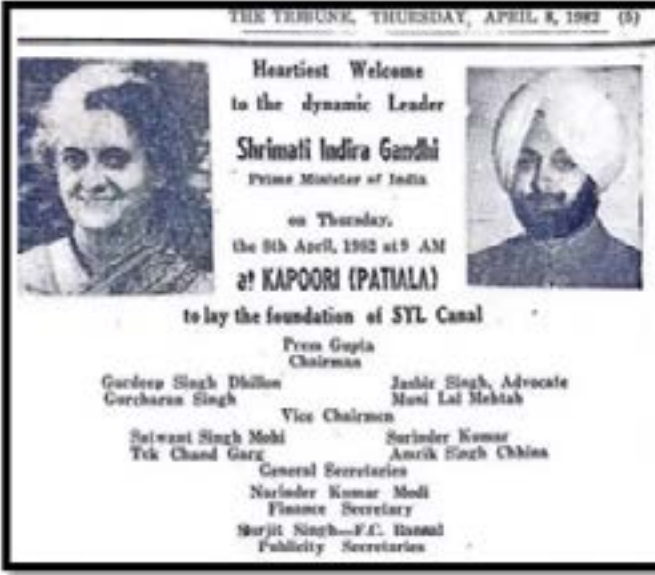 THE TRIBUNE, THURSDAY, APRIL 8, 1982 (5)
Heartiest Welcome
to the dynamic Leader
Shrimati Indira Gandhi
Prime Minister of India
on Thursday,
the 8th April, 1982 at 9 AM
at KAPOORI (PATIALA)
to lay the foundation of SYL Canal
Prem Gupta
Chairman
Gurdeep Singh Dhillon Jasbir Singh, Advocate
Gurcharan Singh Muni Lal Mehtab
Vice Chairmen
Satwant Singh Mohi Surinder Kumar
Tek Chand Garg Amrik Singh Chhina
General Secretaries
Narinder Kumar Modi
Finance Secretary
Surjit Singh—F.C. Bansal
Publicity Secretaries